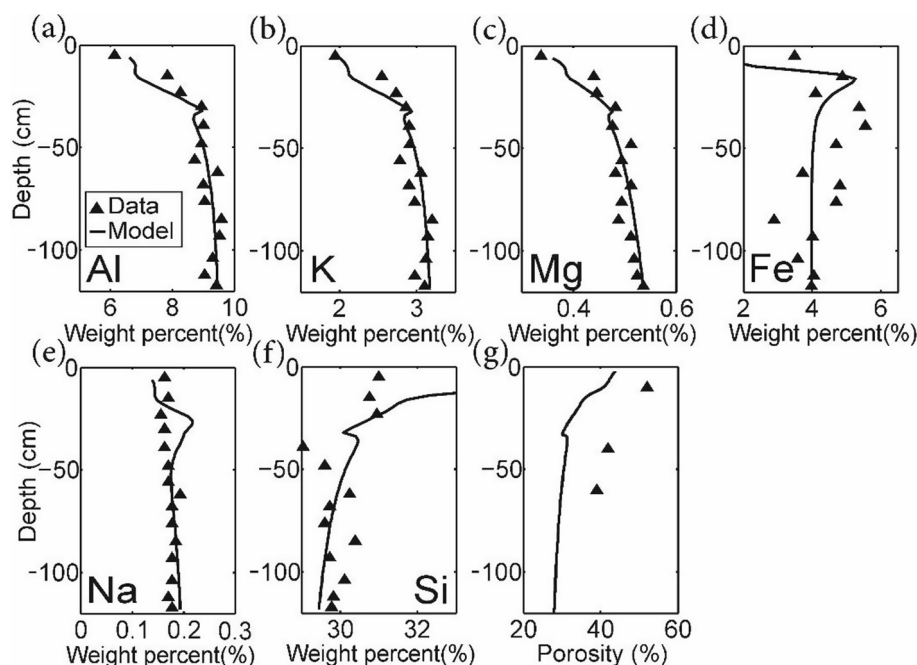 (a) (b) (c) (d)
0 0 0 0
Depth (cm)
−50 −50 −50 −50
Data
Model
−100 −100 −100 −100
Al K Mg Fe
6 8 10 2 3 0.4 0.6 2 4 6
Weight percent(%) Weight percent(%) Weight percent(%) Weight percent(%)
(e) (f) (g)
0 0 0
Depth (cm)
−50 −50 −50
−100 −100 −100
Na Si
0 0.1 0.2 0.3 30 32 20 40 60
Weight percent(%) Weight percent(%) Porosity (%)